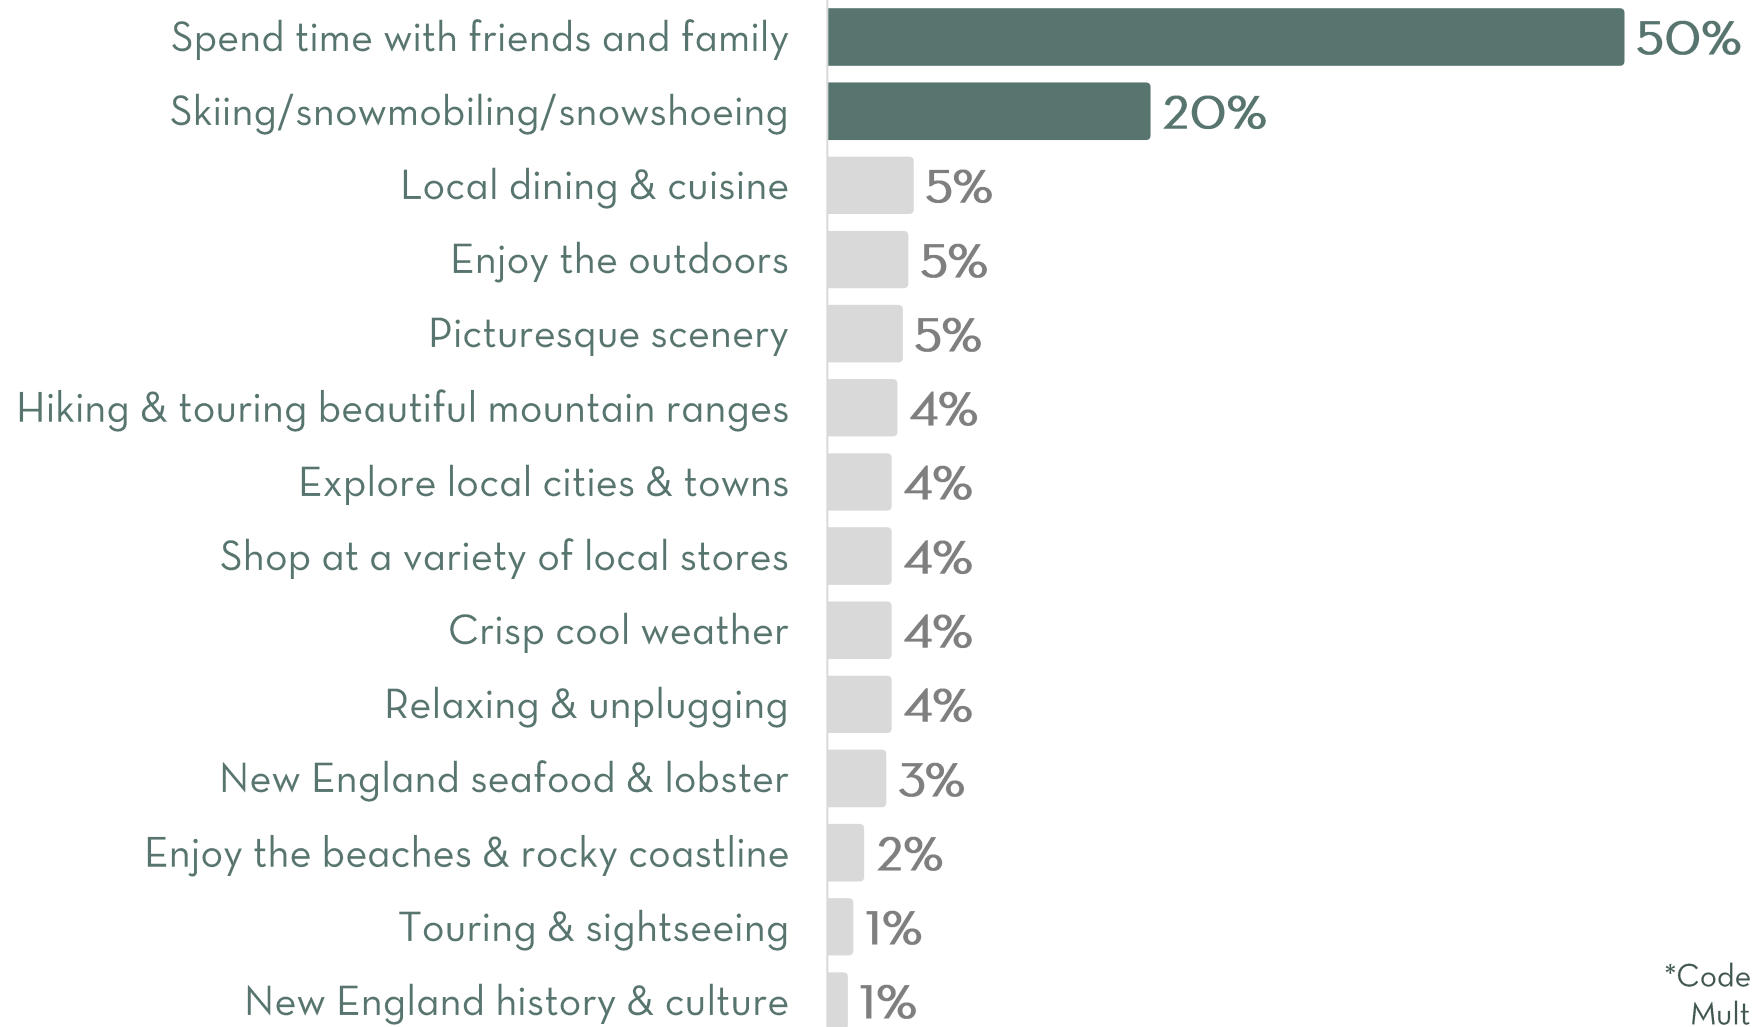 Spend time with friends and family 50%
Skiing/snowmobiling/snowshoeing 20%
Local dining & cuisine 5%
Enjoy the outdoors 5%
Picturesque scenery 5%
Hiking & touring beautiful mountain ranges 4%
Explore local cities & towns 4%
Shop at a variety of local stores 4%
Crisp cool weather 4%
Relaxing & unplugging 4%
New England seafood & lobster 3%
Enjoy the beaches & rocky coastline 2%
Touring & sightseeing 1%
New England history & culture 1%
*Code
Mult